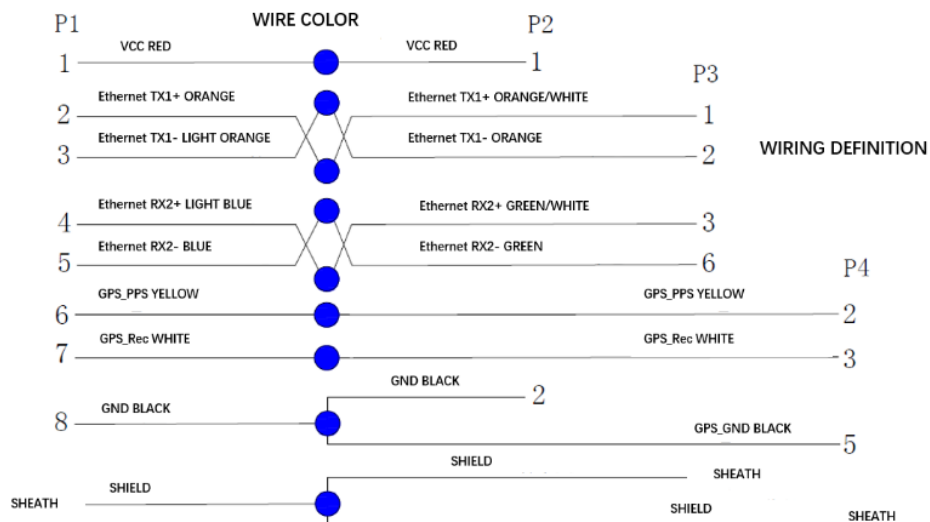 P1 WIRE COLOR P2
VCC RED VCC RED
1 1
P3
Ethernet TX1+ ORANGE Ethernet TX1+ ORANGE/WHITE
2 1
Ethernet TX1- LIGHT ORANGE Ethernet TX1- ORANGE
3 2 WIRING DEFINITION
Ethernet RX2+ LIGHT BLUE Ethernet RX2+ GREEN/WHITE
4 3
Ethernet RX2- BLUE Ethernet RX2- GREEN
5 6
P4
GPS_PPS YELLOW GPS_PPS YELLOW
6 2
GPS_Rec WHITE GPS_Rec WHITE
7 3
GND BLACK
2
GND BLACK
8
GPS_GND BLACK
5
SHIELD
SHEATH
SHIELD
SHEATH
SHIELD
SHEATH